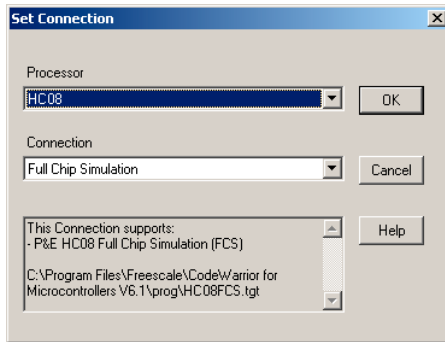 Set Connection
Processor
HC08
OK
Connection
Full Chip Simulation
Cancel
This Connection supports:
- P&E HC08 Full Chip Simulation (FCS)
Help
C:\Program Files\Freescale\CodeWarrior for
Microcontrollers V6.1\prog\HC08FCS.tgt